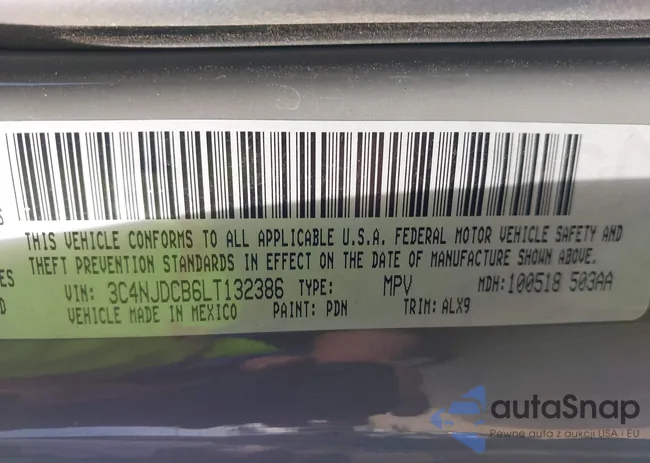 S
THIS VEHICLE CONFORMS TO ALL APPLICABLE U.S.A. FEDERAL MOTOR VEHICLE SAFETY AND
ES THEFT PREVENTION STANDARDS IN EFFECT ON THE DATE OF MANUFACTURE SHOWN ABOVE.
D VIN: 3C4NJDCB6LT132386 TYPE: MPV MDH:100518 503AA
VEHICLE MADE IN MEXICO PAINT: PDN TRIM: ALX9
autoSnap
Pewne auta z aukcji USA i EU